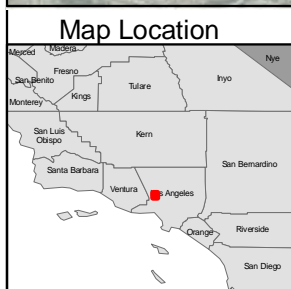 Map Location
Merced
Madera
Nye
San Benito
Fresno
Inyo
Kings
Tulare
Monterey
San Luis
Obispo
Kern
San Bernardino
Santa Barbara
Ventura
s Angeles
Orange
Riverside
San Diego